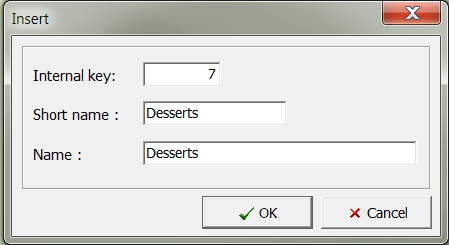 Insert
Internal key: 7
Short name : Desserts
Name : Desserts
OK Cancel